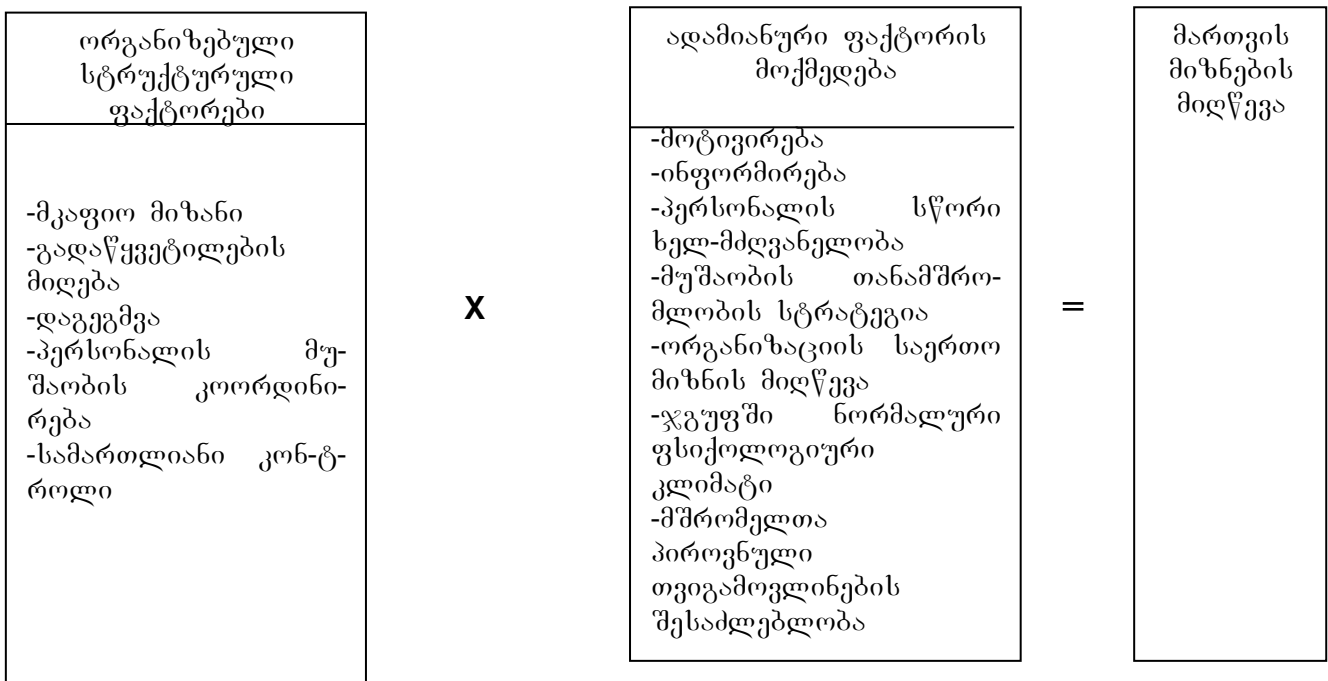 ორგანიზებული
სტრუქტურული
ფაქტორები
-მკაფიო მიზანი
-გადაწყვეტილების
მიღება
-დაგეგმვა
-პერსონალის მუ-
შაობის კოორდინი-
რება
-სამართლიანი კონ-ტ-
როლი
X
ადამიანური ფაქტორის
მოქმედება
-მოტივირება
-ინფორმირება
-პერსონალის სწორი
ხელ-მძღვანელობა
-მუშაობის თანამშრო-
მლობის სტრატეგია
-ორგანიზაციის საერთო
მიზნის მიღწევა
-ჯგუფში ნორმალური
ფსიქოლოგიური
კლიმატი
-მშრომელთა
პიროვნული
თვიგამოვლინების
შესაძლებლობა
=
მართვის
მიზნების
მიღწევა